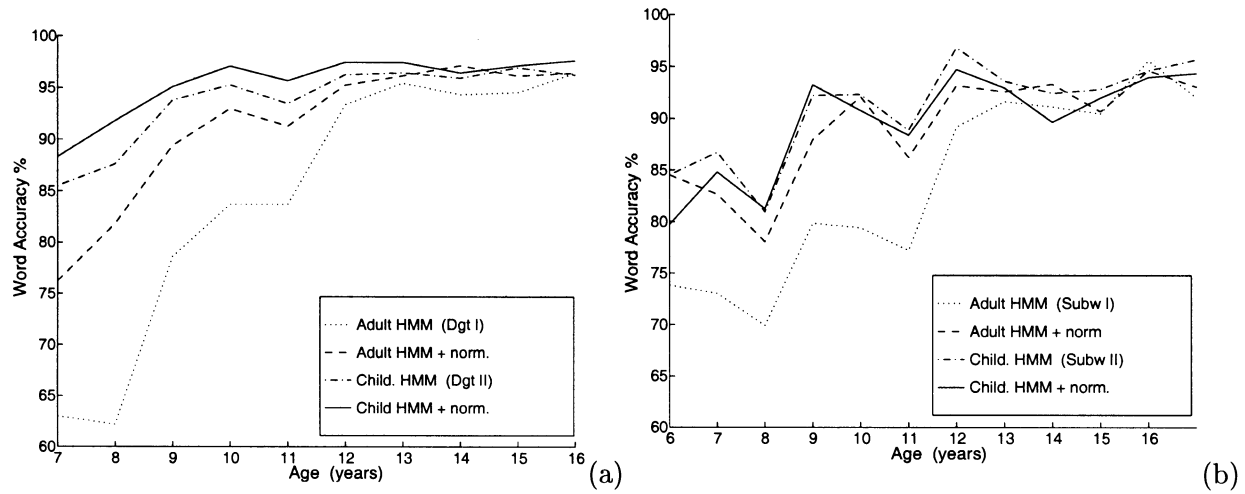 100
95
90
85
80
75
70
65
60
Word Accuracy %
7 8 9 10 11 12 13 14 15 16
Age (years)
Adult HMM (Dgt I)
Adult HMM + norm.
Child. HMM (Dgt II)
Child HMM + norm.
(a)
100
95
90
85
80
75
70
65
60
Word Accuracy %
6 7 8 9 10 11 12 13 14 15 16
Age (years)
Adult HMM (Subw I)
Adult HMM + norm
Child. HMM (Subw II)
Child. HMM + norm.
(b)